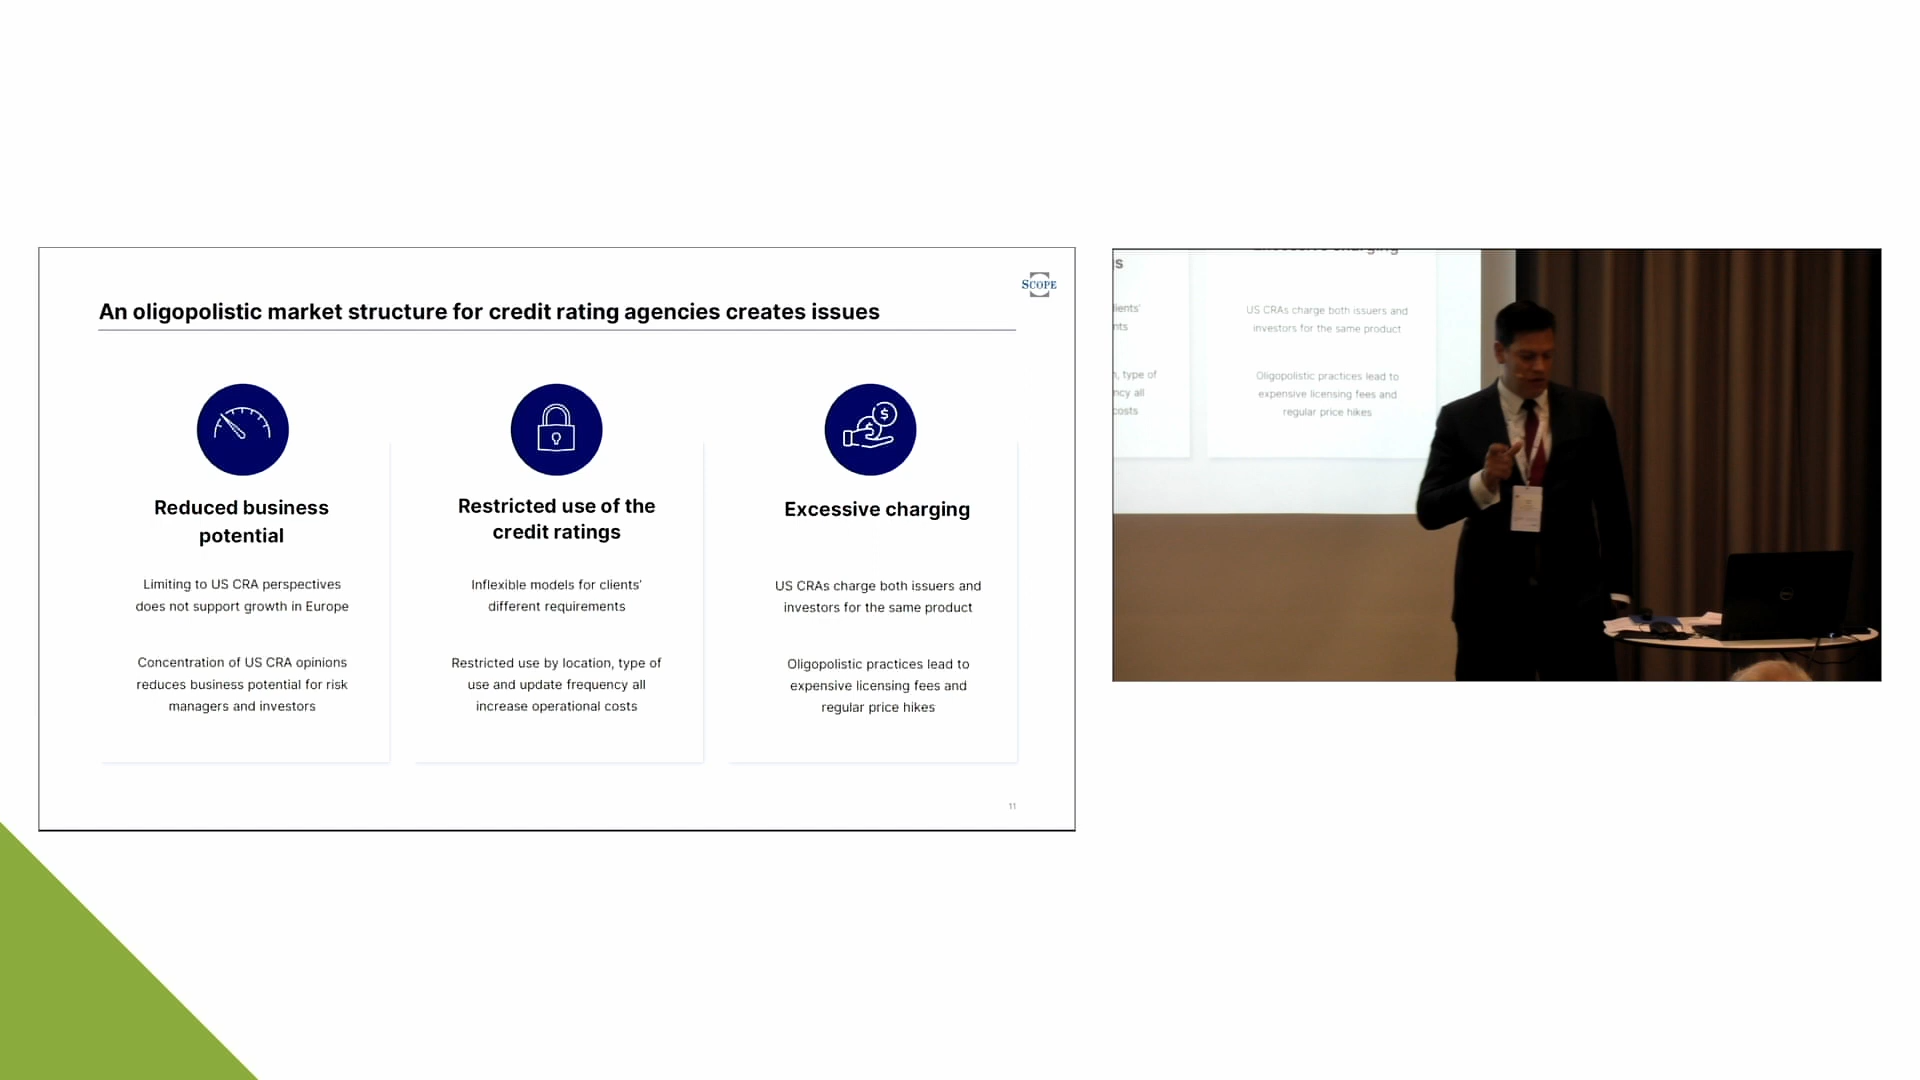 SCOPE
An oligopolistic market structure for credit rating agencies creates issues
Reduced business
potential
Limiting to US CRA perspectives
does not support growth in Europe
Concentration of US CRA opinions
reduces business potential for risk
managers and investors
Restricted use of the
credit ratings
Inflexible models for clients'
different requirements
Restricted use by location, type of
use and update frequency all
increase operational costs
Excessive charging
US CRAs charge both issuers and
investors for the same product
Oligopolistic practices lead to
expensive licensing fees and
regular price hikes
11
s
lients'
nts
, type of
ncy all
costs
US CRAs charge both issuers and
investors for the same product
Oligopolistic practices lead to
expensive licensing fees and
regular price hikes